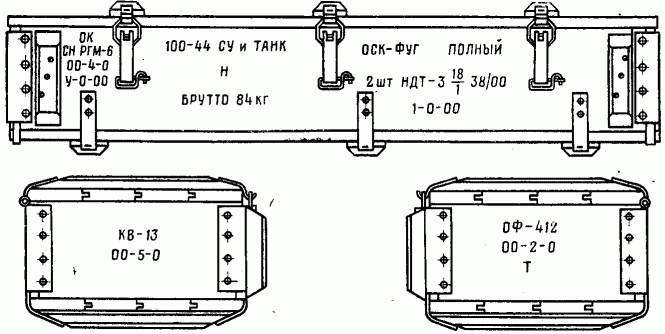 ОК
СН РГМ-6
00-4-0
У-0-00
100-44 СУ и ТАНК
Н
БРУТТО 84 кг
ОСК-ФУГ ПОЛНЫЙ
2 шт НДТ-3 18/1 38/00
1-0-00
КВ-13
00-5-0
ОФ-412
00-2-0
Т